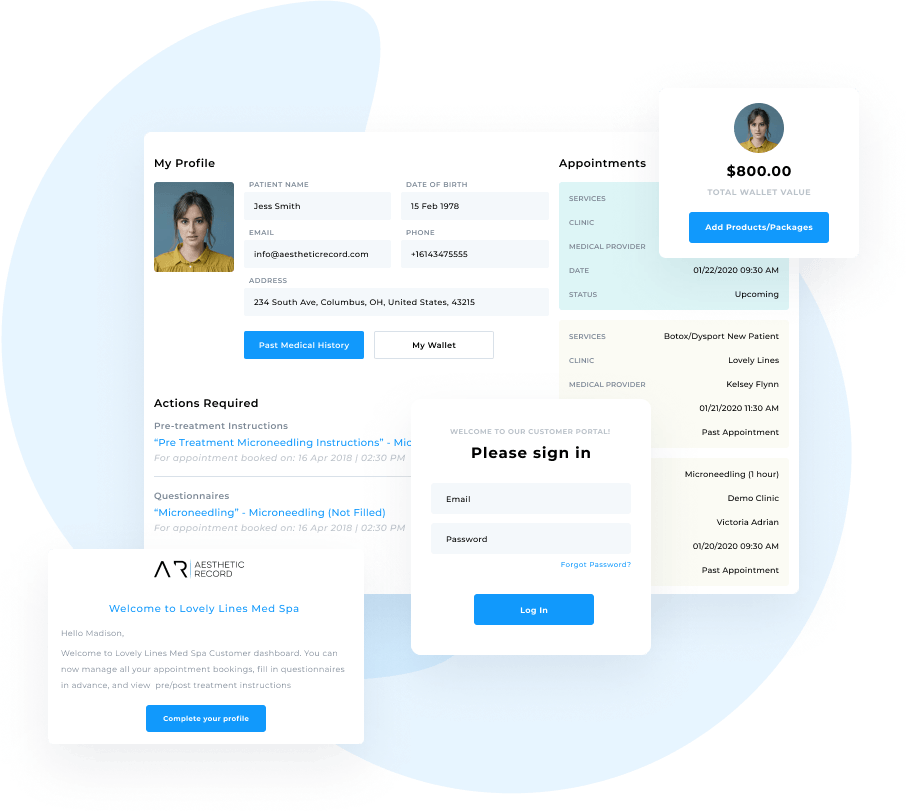 My Profile
PATIENT NAME
Jess Smith
DATE OF BIRTH
15 Feb 1978
EMAIL
info@aestheticrecord.com
PHONE
+16143475555
ADDRESS
234 South Ave, Columbus, OH, United States, 43215
Past Medical History
My Wallet
Appointments
SERVICES
CLINIC
MEDICAL PROVIDER
DATE
01/22/2020 09:30 AM
STATUS
Upcoming
$800.00
TOTAL WALLET VALUE
Add Products/Packages
SERVICES
Botox/Dysport New Patient
CLINIC
Lovely Lines
MEDICAL PROVIDER
Kelsey Flynn
01/21/2020 11:30 AM
Past Appointment
Microneedling (1 hour)
Demo Clinic
Victoria Adrian
01/20/2020 09:30 AM
Past Appointment
Actions Required
Pre-treatment Instructions
“Pre Treatment Microneedling Instructions” - Mic
For appointment booked on: 16 Apr 2018 | 02:30 PM
Questionnaires
“Microneedling” - Microneedling (Not Filled)
For appointment booked on: 16 Apr 2018 | 02:30 PM
WELCOME TO OUR CUSTOMER PORTAL!
Please sign in
Email
Password
Forgot Password?
Log In
AR AESTHETIC
RECORD
Welcome to Lovely Lines Med Spa
Hello Madison,
Welcome to Lovely Lines Med Spa Customer dashboard. You can
now manage all your appointment bookings, fill in questionnaires
in advance, and view pre/post treatment instructions
Complete your profile